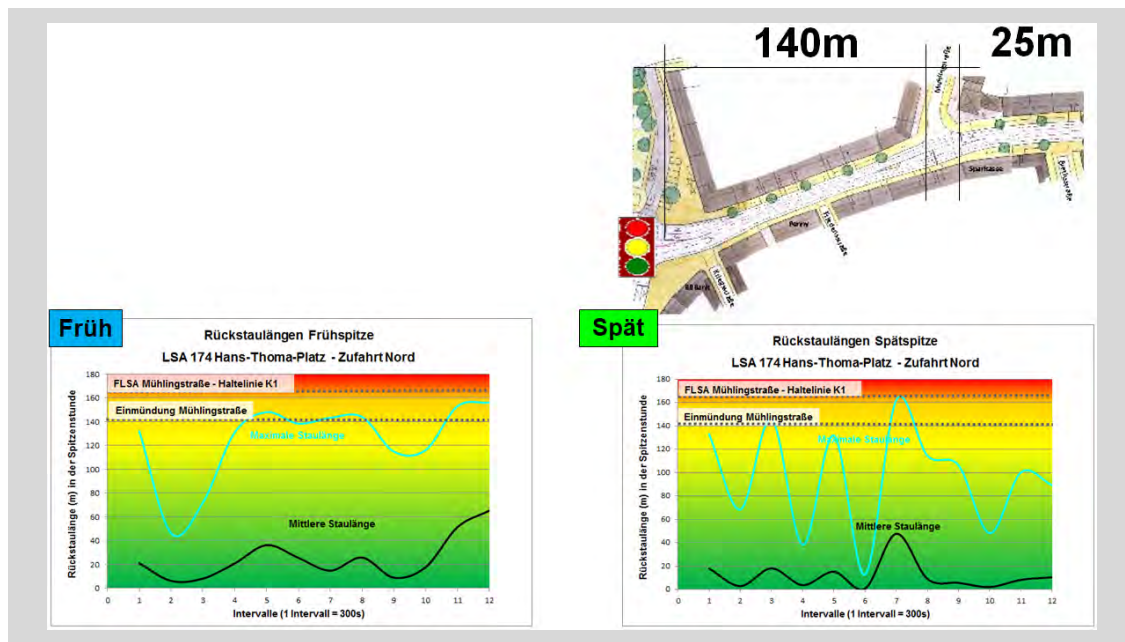 140m
25m
Mühlingstraße
Sparkasse
Penny
Früh
Rückstaulängen Frühspitze
LSA 174 Hans-Thoma-Platz - Zufahrt Nord
Rückstaulänge (m) in der Spitzenstunde
180
160
140
120
100
80
60
40
20
0
FLSA Mühlingstraße - Haltelinie K1
Einmündung Mühlingstraße
Maximale Staulänge
Mittlere Staulänge
0 1 2 3 4 5 6 7 8 9 10 11 12
Intervalle (1 Intervall = 300s)
Spät
Rückstaulängen Spätspitze
LSA 174 Hans-Thoma-Platz - Zufahrt Nord
Rückstaulänge (m) in der Spitzenstunde
180
160
140
120
100
80
60
40
20
0
FLSA Mühlingstraße - Haltelinie K1
Einmündung Mühlingstraße
Maximale Staulänge
Mittlere Staulänge
0 1 2 3 4 5 6 7 8 9 10 11 12
Intervalle (1 Intervall = 300s)